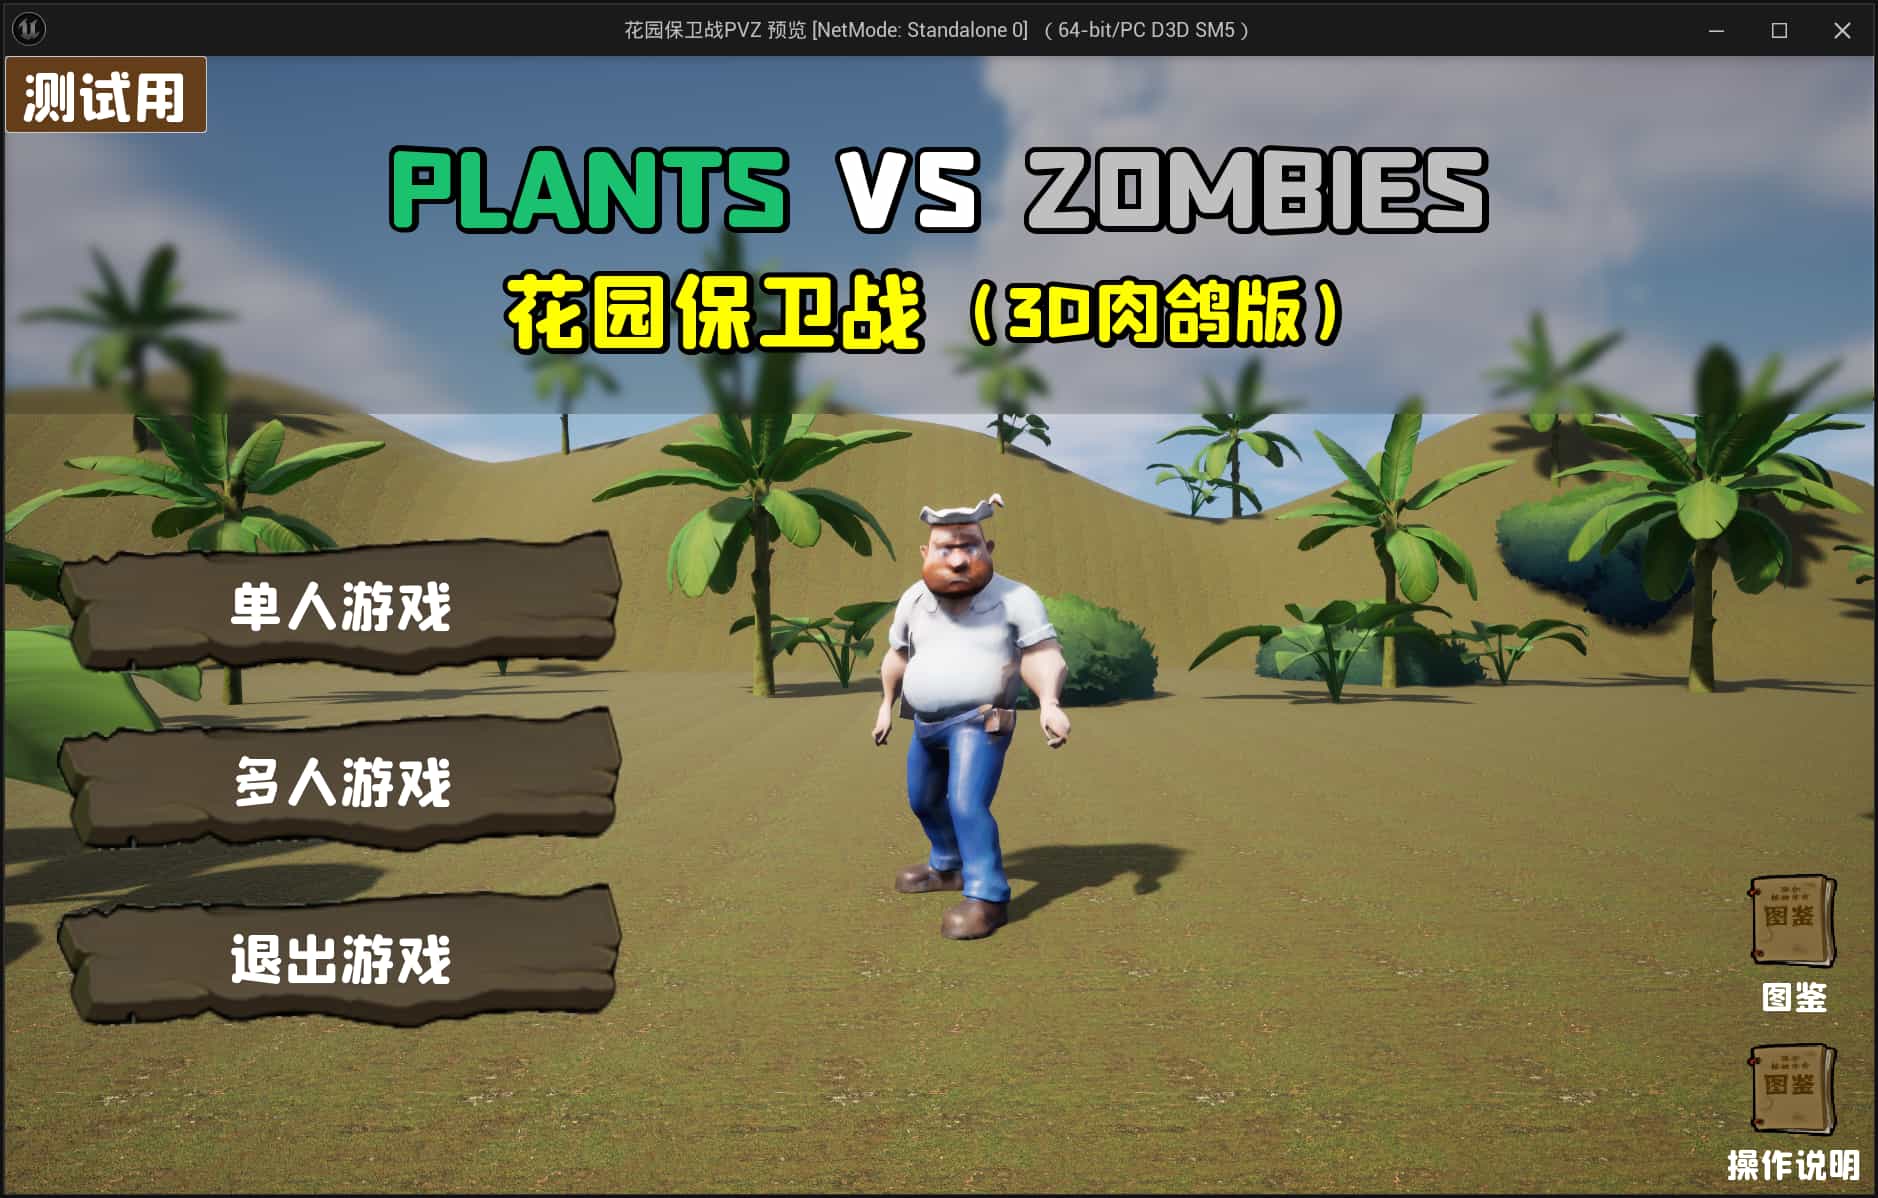 花园保卫战PVZ 预览 [NetMode: Standalone 0] （64-bit/PC D3D SM5）
测试用
PLANTS VS ZOMBIES
花园保卫战（3D肉鸽版）
单人游戏
多人游戏
退出游戏
图鉴
图鉴
图鉴
操作说明